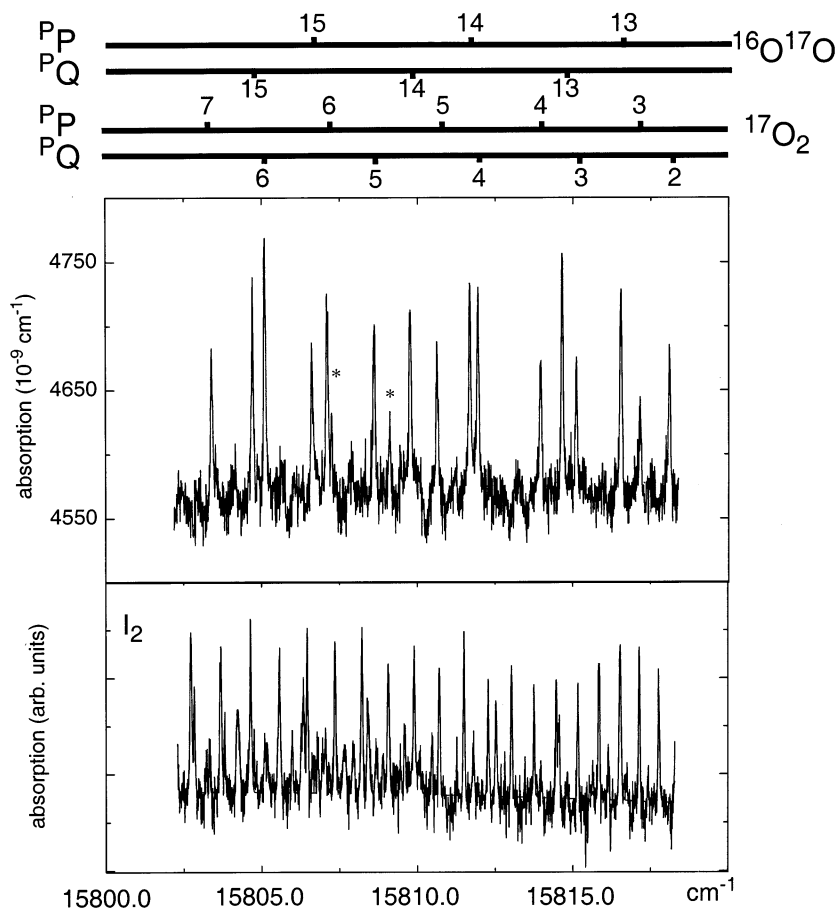 15 14 13
ᴾP ¹⁶O¹⁷O
ᴾQ
15 14 13
7 6 5 4 3
ᴾP ¹⁷O₂
ᴾQ
6 5 4 3 2
absorption (10⁻⁹ cm⁻¹)
4750
4650
4550
* *
I₂
absorption (arb. units)
15800.0 15805.0 15810.0 15815.0 cm⁻¹